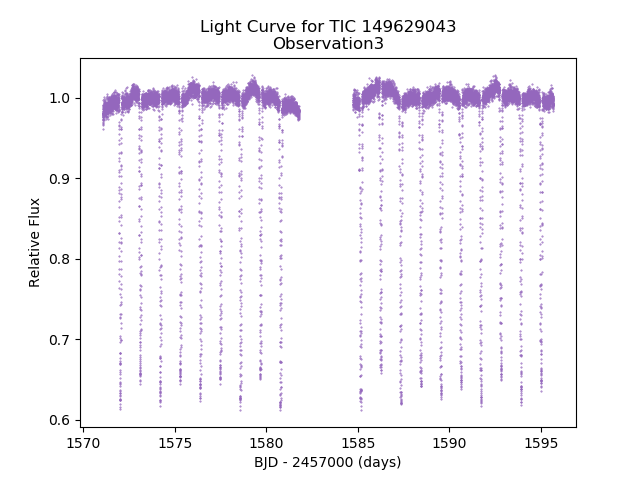 Light Curve for TIC 149629043
Observation3
1.0
0.9
0.8
0.7
0.6
Relative Flux
1570
1575
1580
1585
1590
1595
BJD - 2457000 (days)